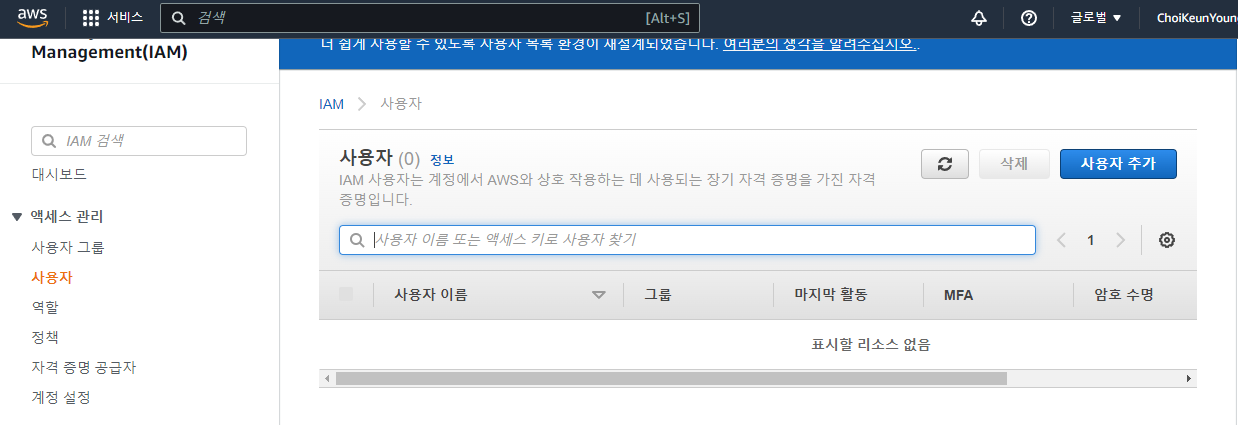 aws
서비스
검색
[Alt+S]
글로벌
ChoiKeunYoun
Management(IAM)
더 쉽게 사용할 수 있도록 사용자 목록 환경이 재설계되었습니다. 여러분의 생각을 알려주십시오..
IAM
사용자
IAM 검색
대시보드
액세스 관리
사용자 그룹
사용자
역할
정책
자격 증명 공급자
계정 설정
사용자 (0) 정보
IAM 사용자는 계정에서 AWS와 상호 작용하는 데 사용되는 장기 자격 증명을 가진 자격
증명입니다.
삭제
사용자 추가
사용자 이름 또는 액세스 키로 사용자 찾기
1
사용자 이름
그룹
마지막 활동
MFA
암호 수명
표시할 리소스 없음